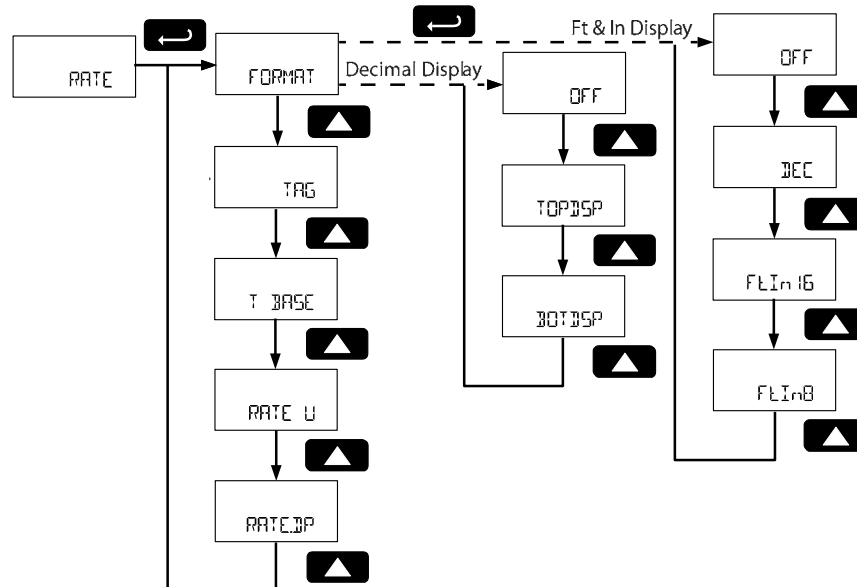 RATE
FORMAT
TAG
T BASE
RATE U
RATE.DP
Decimal Display
OFF
TOPDSP
BOTDSP
Ft & In Display
OFF
DEC
FtIn16
FtIn8